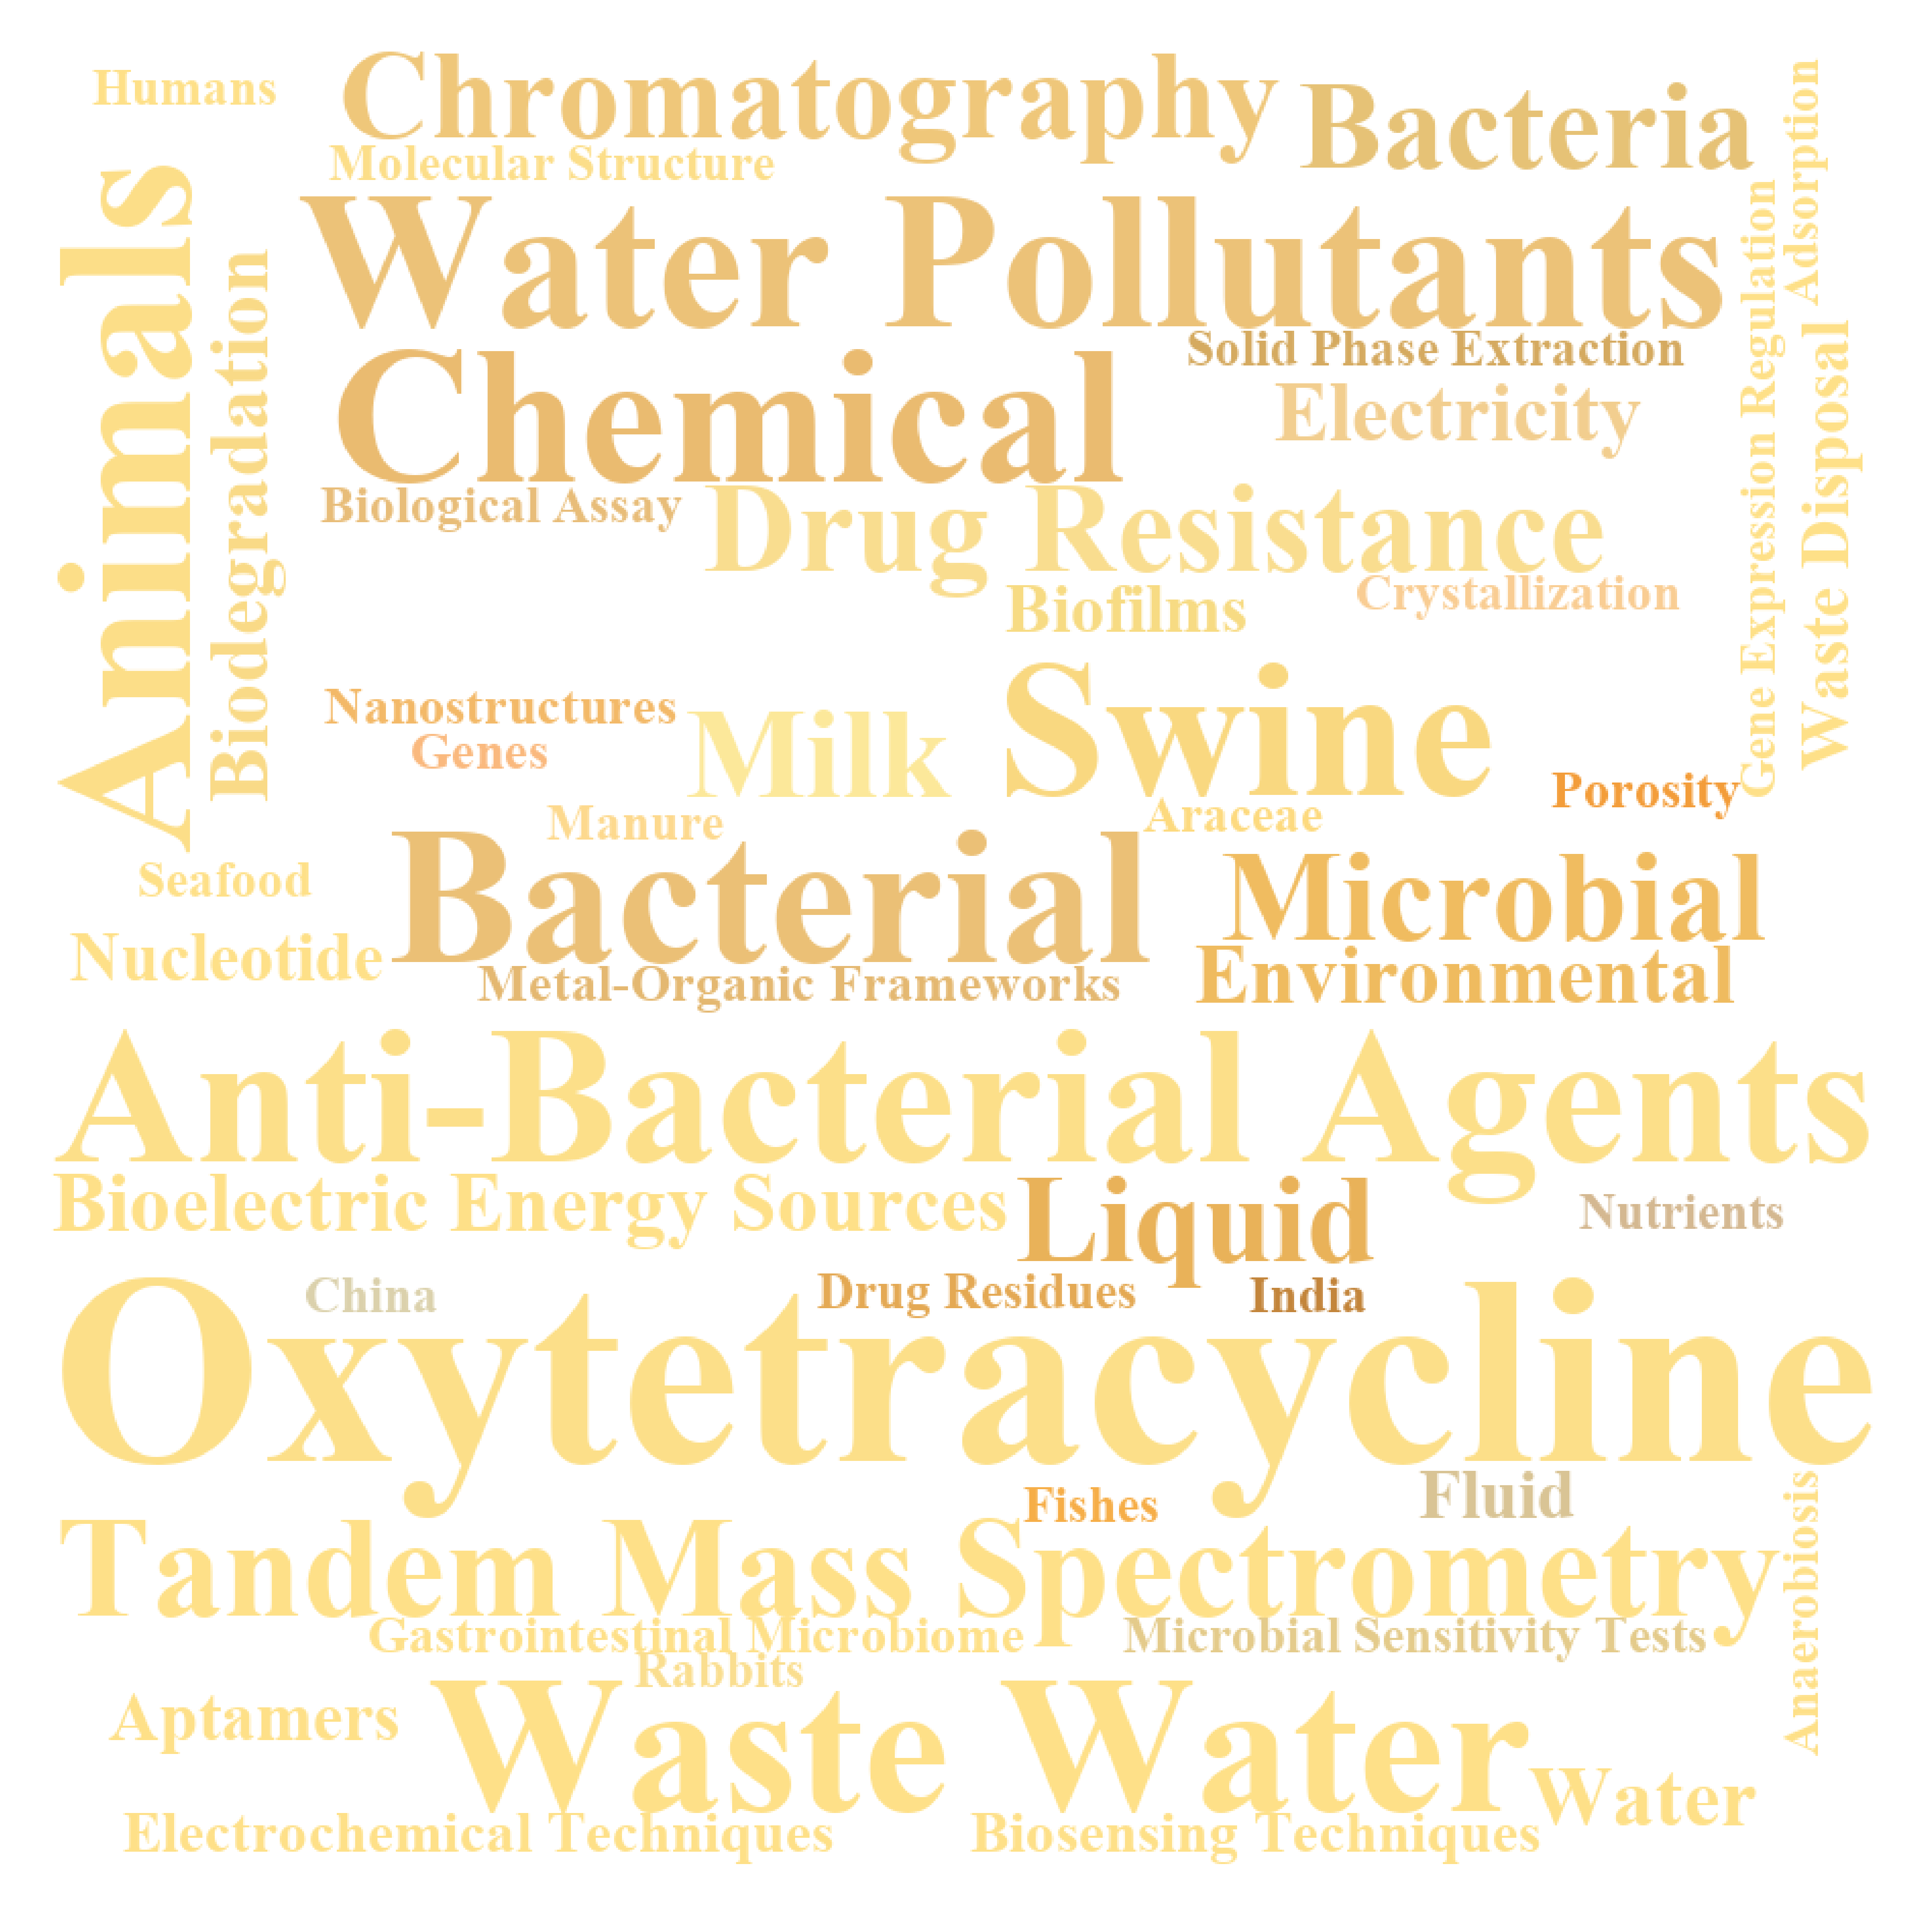 Humans
Chromatography
Bacteria
Adsorption
Molecular Structure
Animals
Biodegradation
Water Pollutants
Gene Expression Regulation
Waste Disposal
Solid Phase Extraction
Chemical
Electricity
Biological Assay
Drug Resistance
Biofilms
Crystallization
Nanostructures
Genes
Milk
Swine
Porosity
Manure
Araceae
Seafood
Bacterial
Microbial
Nucleotide
Metal-Organic Frameworks
Environmental
Anti-Bacterial Agents
Bioelectric Energy Sources
Liquid
Nutrients
China
Drug Residues
India
Oxytetracycline
Fishes
Fluid
Anaerobiosis
Tandem Mass Spectrometry
Gastrointestinal Microbiome
Microbial Sensitivity Tests
Rabbits
Aptamers
Waste Water
Water
Electrochemical Techniques
Biosensing Techniques